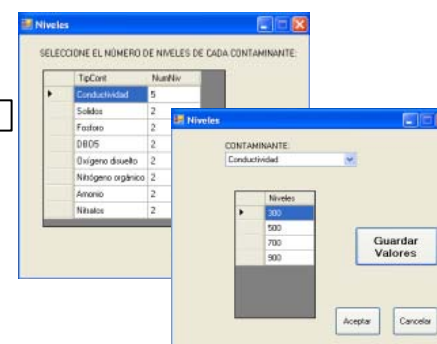 Niveles
SELECCIONE EL NÚMERO DE NIVELES DE CADA CONTAMINANTE:
TipCont NumNiv
Conductividad 5
Solidos 2
Fosforo 2
DBO5 2
Oxígeno disuelto 2
Nitrógeno orgánico 2
Amonio 2
Nitratos 2
Niveles
CONTAMINANTE:
Conductividad
Niveles
300
500
700
900
Guardar
Valores
Aceptar Cancelar